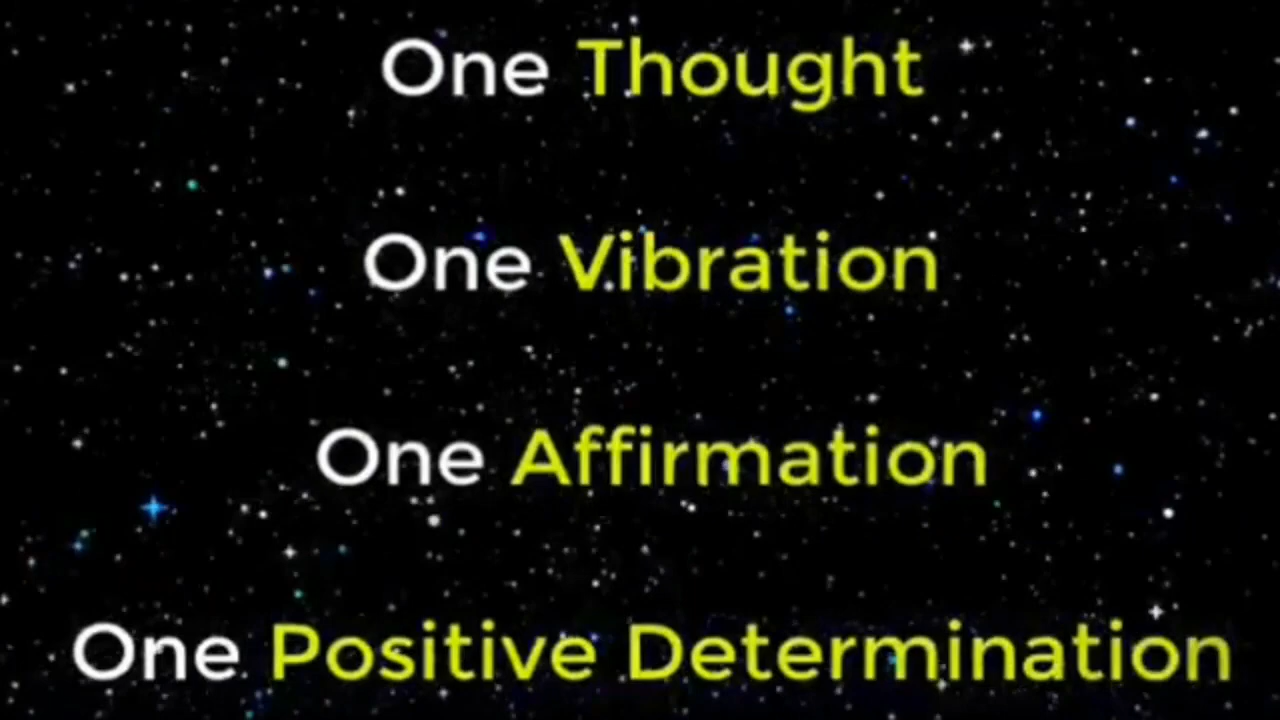 One Thought
One Vibration
One Affirmation
One Positive Determination